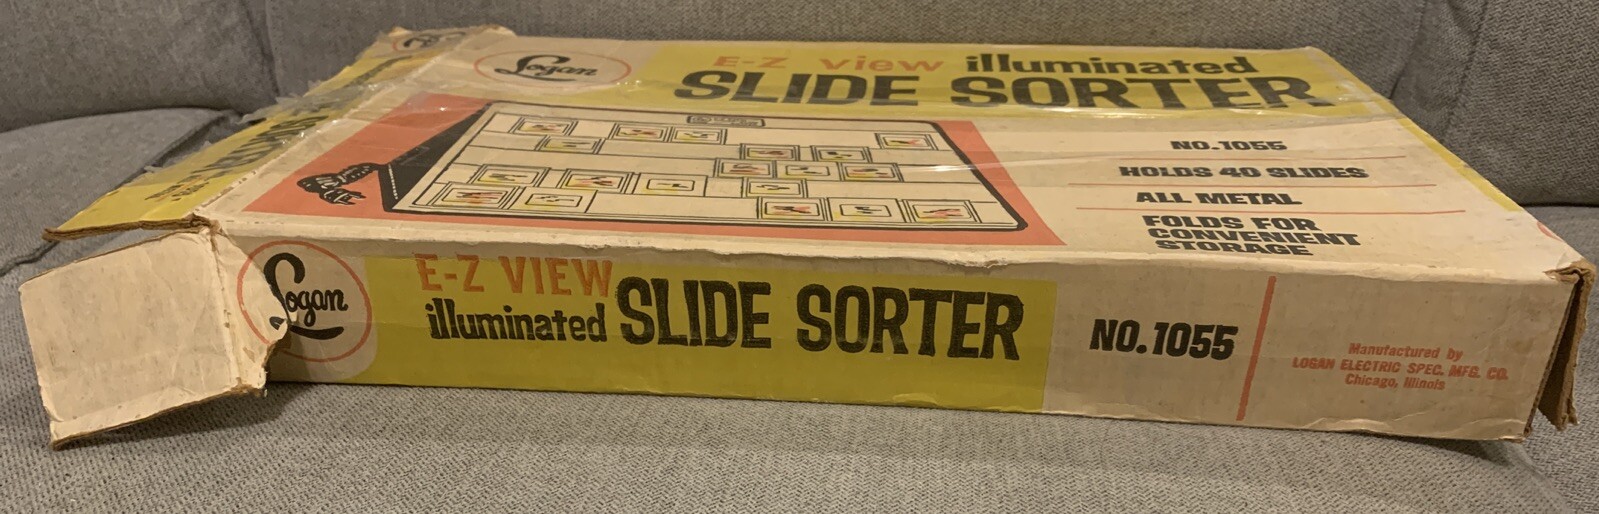 Logan
E-Z View illuminated
SLIDE SORTER
NO. 1055
HOLDS 40 SLIDES
ALL METAL
FOLDS FOR
CONVENIENT
STORAGE
Logan
E-Z VIEW
illuminated SLIDE SORTER
NO. 1055
Manufactured by
LOGAN ELECTRIC SPEC. MFG. CO.
Chicago, Illinois